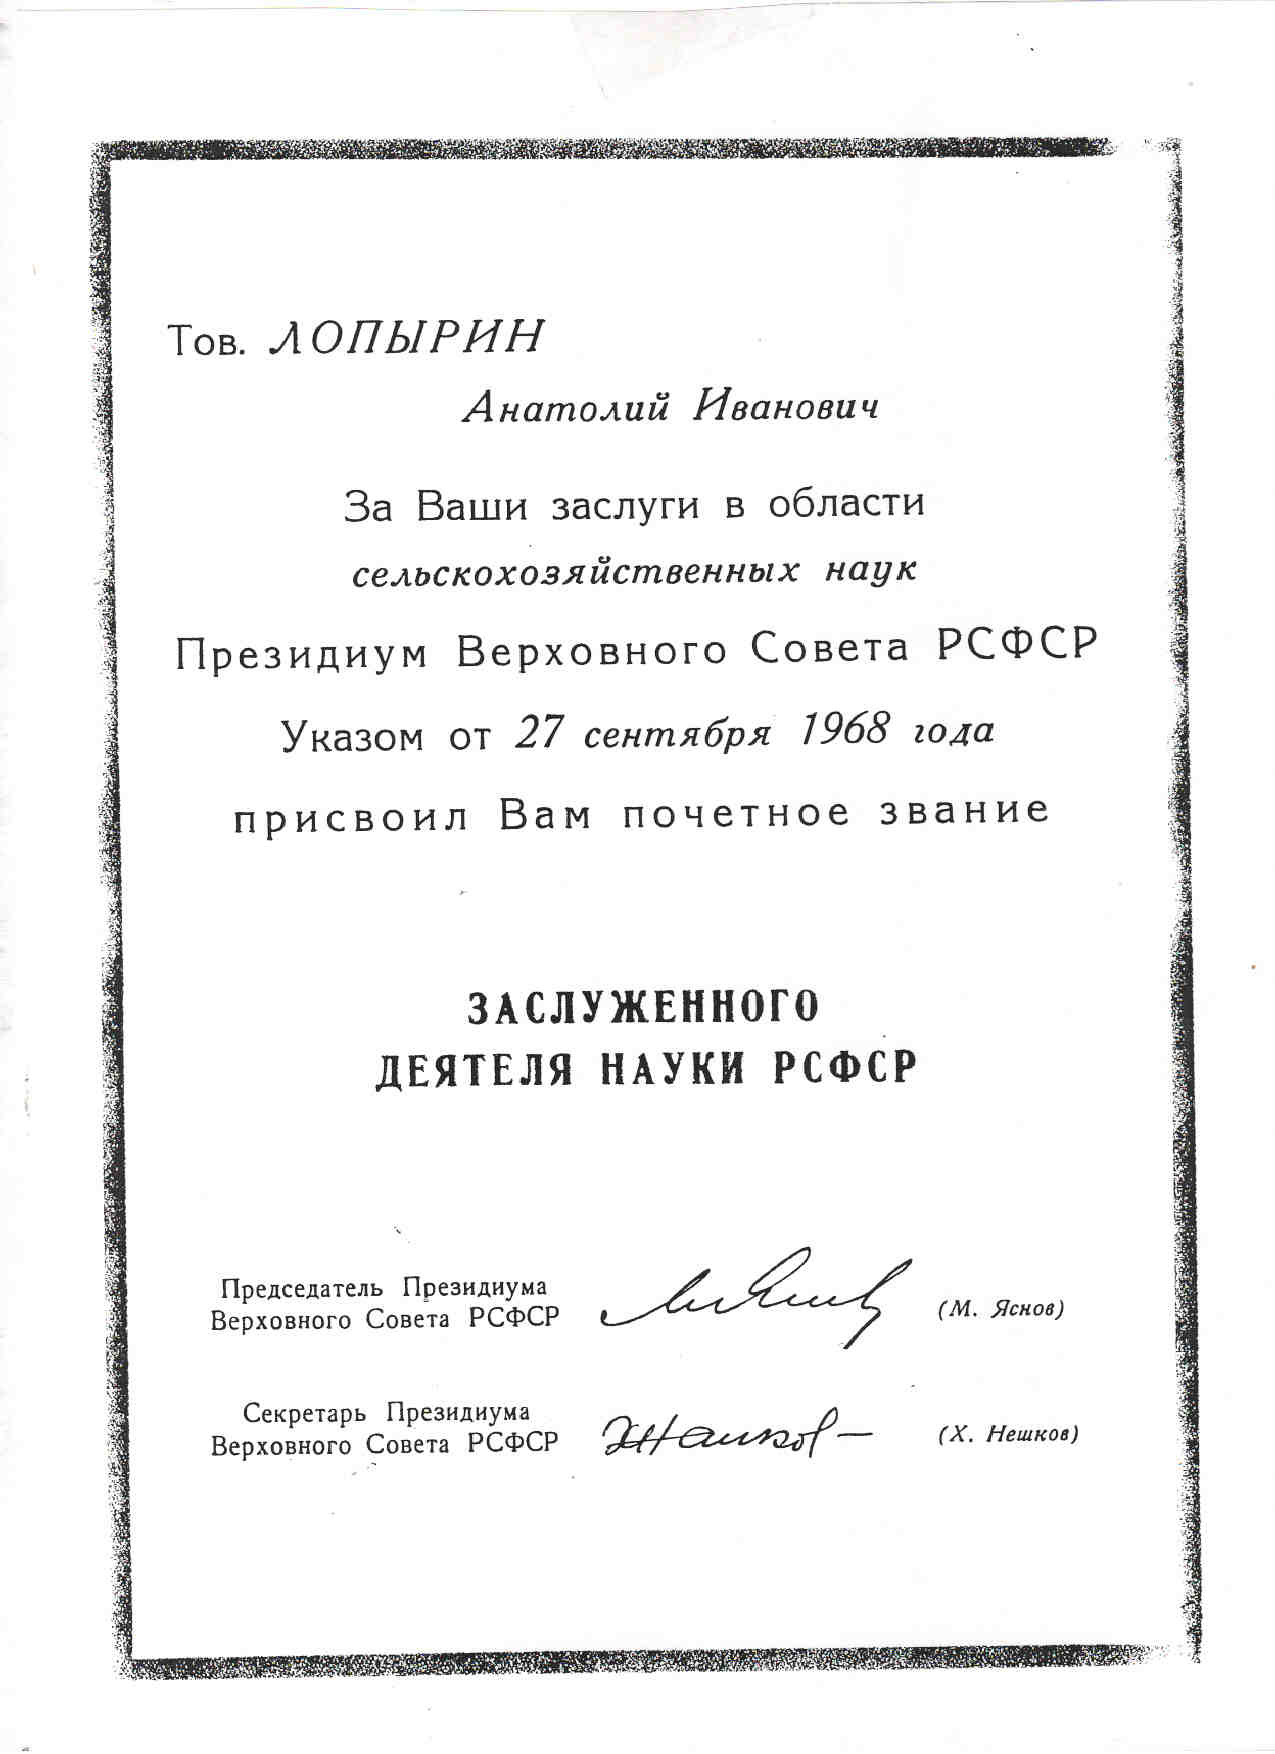 Тов. ЛОПЫРИН
Анатолий Иванович
За Ваши заслуги в области
сельскохозяйственных наук
Президиум Верховного Совета РСФСР
Указом от 27 сентября 1968 года
присвоил Вам почетное звание
ЗАСЛУЖЕННОГО
ДЕЯТЕЛЯ НАУКИ РСФСР
Председатель Президиума
Верховного Совета РСФСР
(М. Яснов)
Секретарь Президиума
Верховного Совета РСФСР
(Х. Нешков)